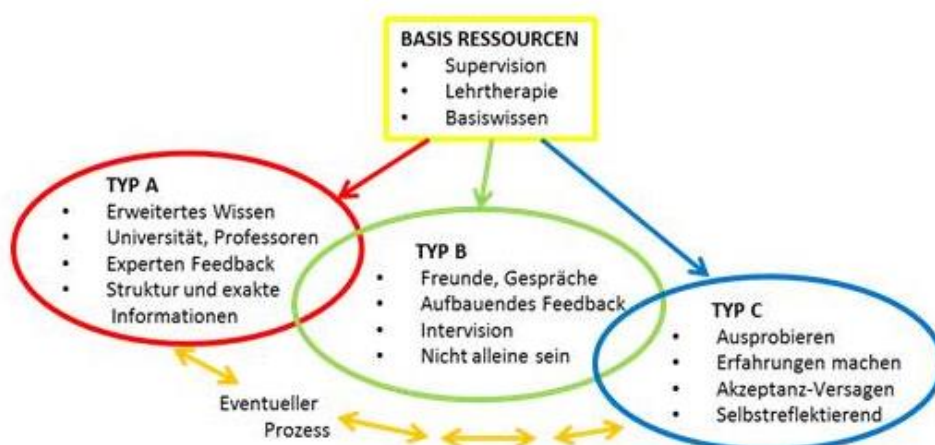 BASIS RESSOURCEN
• Supervision
• Lehrtherapie
• Basiswissen
TYP A
• Erweitertes Wissen
• Universität, Professoren
• Experten Feedback
• Struktur und exakte
Informationen
TYP B
• Freunde, Gespräche
• Aufbauendes Feedback
• Intervision
• Nicht alleine sein
TYP C
• Ausprobieren
• Erfahrungen machen
• Akzeptanz-Versagen
• Selbstreflektierend
Eventueller
Prozess